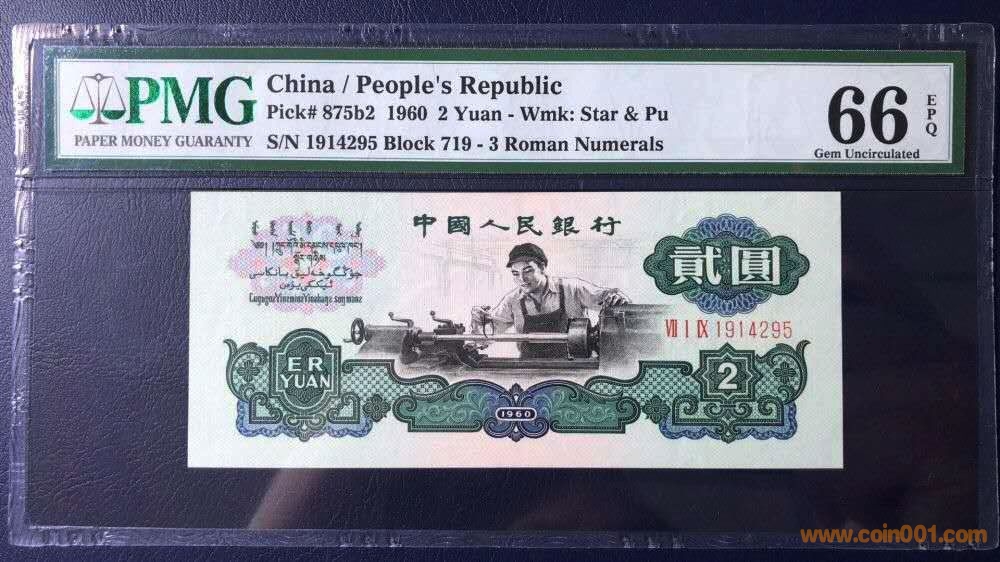 PMG
PAPER MONEY GUARANTY
China / People's Republic
Pick# 875b2 1960 2 Yuan - Wmk: Star & Pu
S/N 1914295 Block 719 - 3 Roman Numerals
66
EPQ
Gem Uncirculated
中國人民銀行
貳圓
VII I IX 1914295
ER
YUAN
1960
2
www.coin001.com